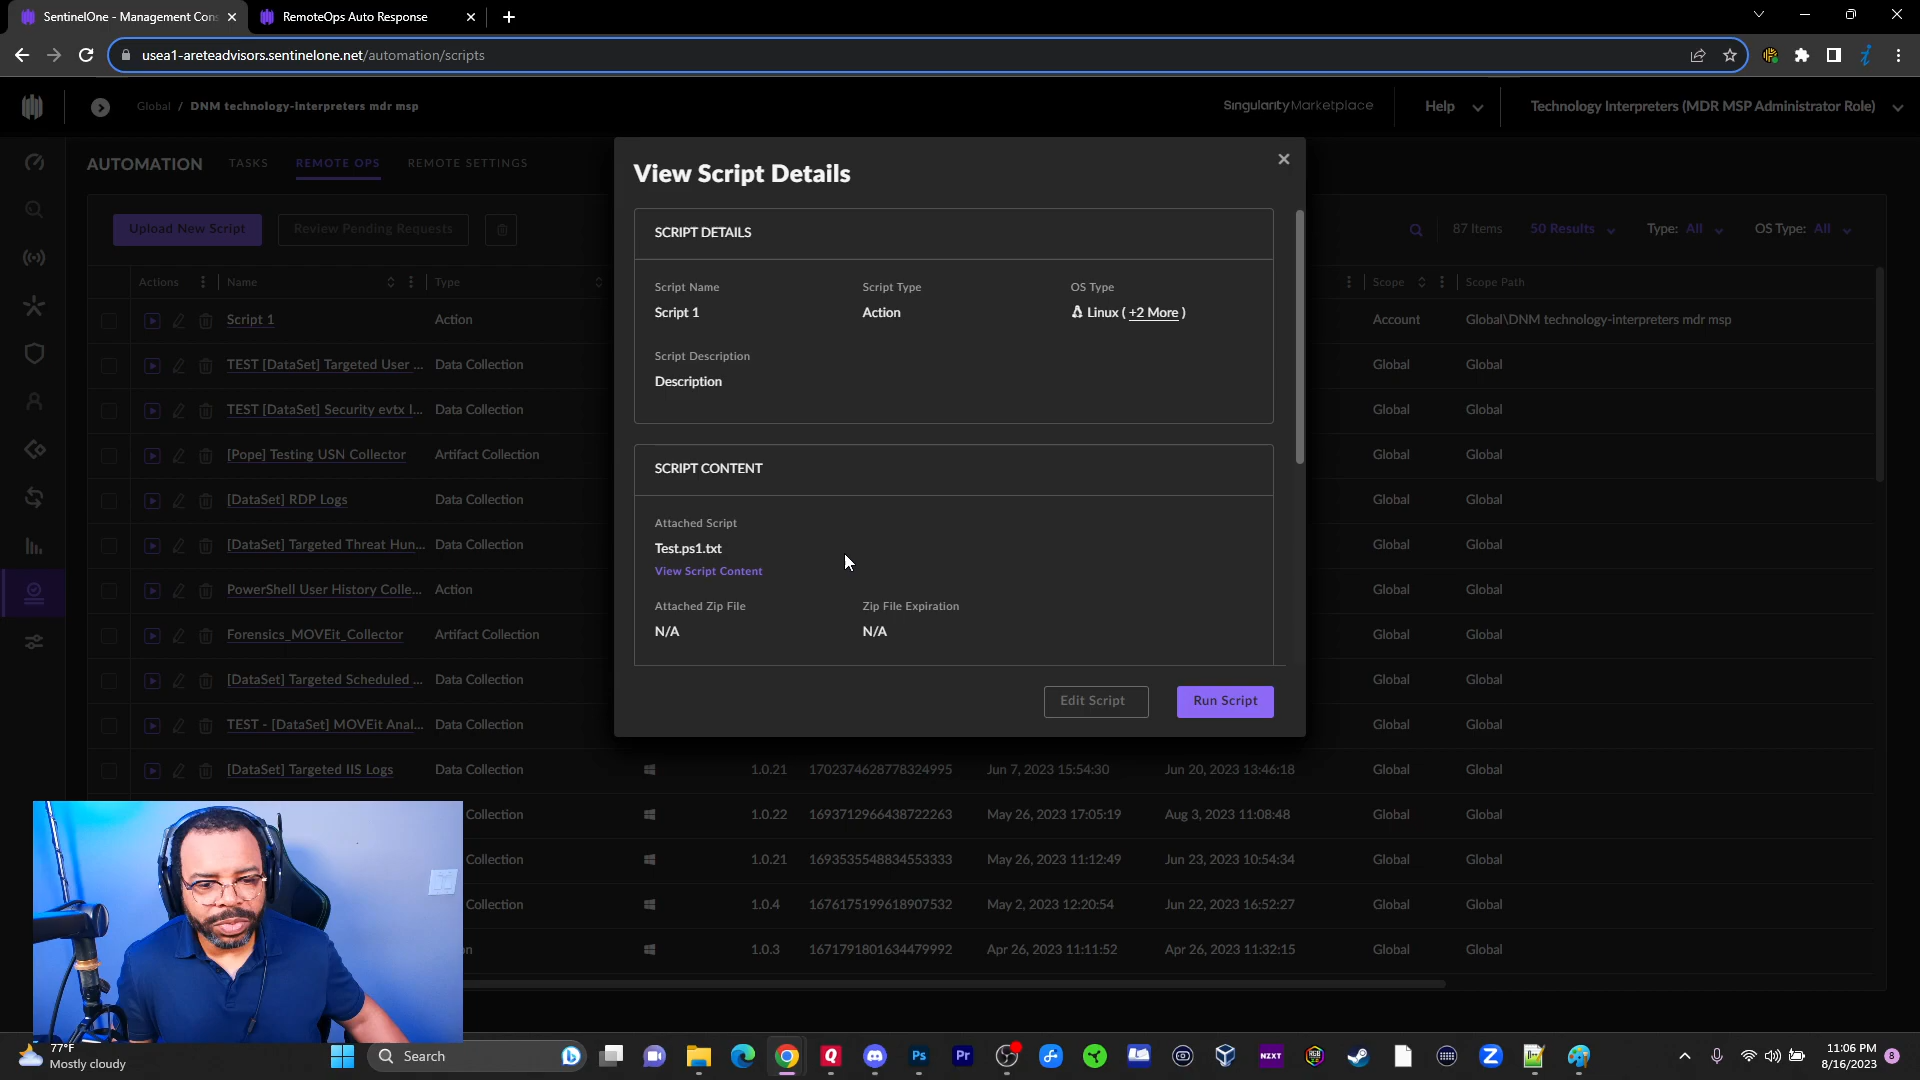 SentinelOne - Management Cons
RemoteOps Auto Response
usea1-areteadvisors.sentinelone.net/automation/scripts
Global / DNM technology-interpreters mdr msp
Singularity Marketplace
Help
Technology Interpreters (MDR MSP Administrator Role)
AUTOMATION
TASKS
REMOTE OPS
REMOTE SETTINGS
Upload New Script
Review Pending Requests
87 Items
50 Results
Type: All
OS Type: All
Actions
Name
Type
Scope
Scope Path
Script 1
Action
Account
Global\DNM technology-interpreters mdr msp
TEST [DataSet] Targeted User ...
Data Collection
Global
Global
TEST [DataSet] Security evtx l...
Data Collection
Global
Global
[Pope] Testing USN Collector
Artifact Collection
Global
Global
[DataSet] RDP Logs
Data Collection
Global
Global
[DataSet] Targeted Threat Hun...
Data Collection
Global
Global
PowerShell User History Colle...
Action
Global
Global
Forensics_MOVEit_Collector
Artifact Collection
Global
Global
[DataSet] Targeted Scheduled ...
Data Collection
Global
Global
TEST - [DataSet] MOVEit Anal...
Data Collection
Global
Global
[DataSet] Targeted IIS Logs
Data Collection
1.0.21
1702374628778324995
Jun 7, 2023 15:54:30
Jun 20, 2023 13:46:18
Global
Global
Collection
1.0.22
1693712966438722263
May 26, 2023 17:05:19
Aug 3, 2023 11:08:48
Global
Global
Collection
1.0.21
1693535548834553333
May 26, 2023 11:12:49
Jun 23, 2023 10:54:34
Global
Global
Collection
1.0.4
1676175199618907532
May 2, 2023 12:20:54
Jun 22, 2023 16:52:27
Global
Global
n
1.0.3
1671791801634479992
Apr 26, 2023 11:11:52
Apr 26, 2023 11:32:15
Global
Global
View Script Details
SCRIPT DETAILS
Script Name
Script Type
OS Type
Script 1
Action
Linux ( +2 More )
Script Description
Description
SCRIPT CONTENT
Attached Script
Test.ps1.txt
View Script Content
Attached Zip File
Zip File Expiration
N/A
N/A
Edit Script
Run Script
77°F
Mostly cloudy
Search
Ps
Pr
NZXT
11:06 PM
8/16/2023
8